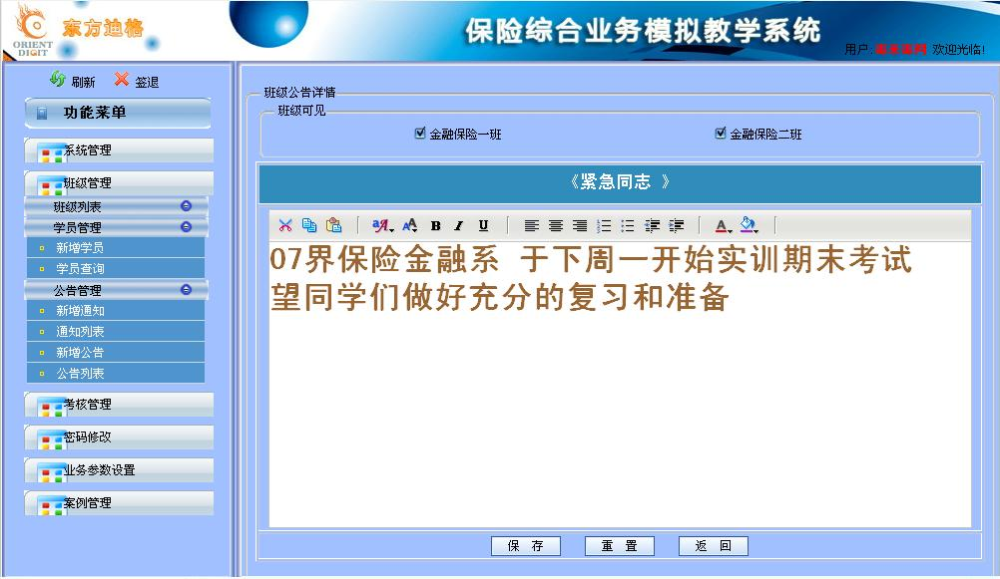 东方迪格
ORIENT
DIGIT
保险综合业务模拟教学系统
用户: 欢迎光临!
刷新 签退
功能菜单
系统管理
班级管理
班级列表
学员管理
新增学员
学员查询
公告管理
新增通知
通知列表
新增公告
公告列表
考核管理
密码修改
业务参数设置
案例管理
班级公告详情
班级可见
金融保险一班 金融保险二班
《紧急同志 》
B I U
07界保险金融系 于下周一开始实训期末考试
望同学们做好充分的复习和准备
保 存 重 置 返 回